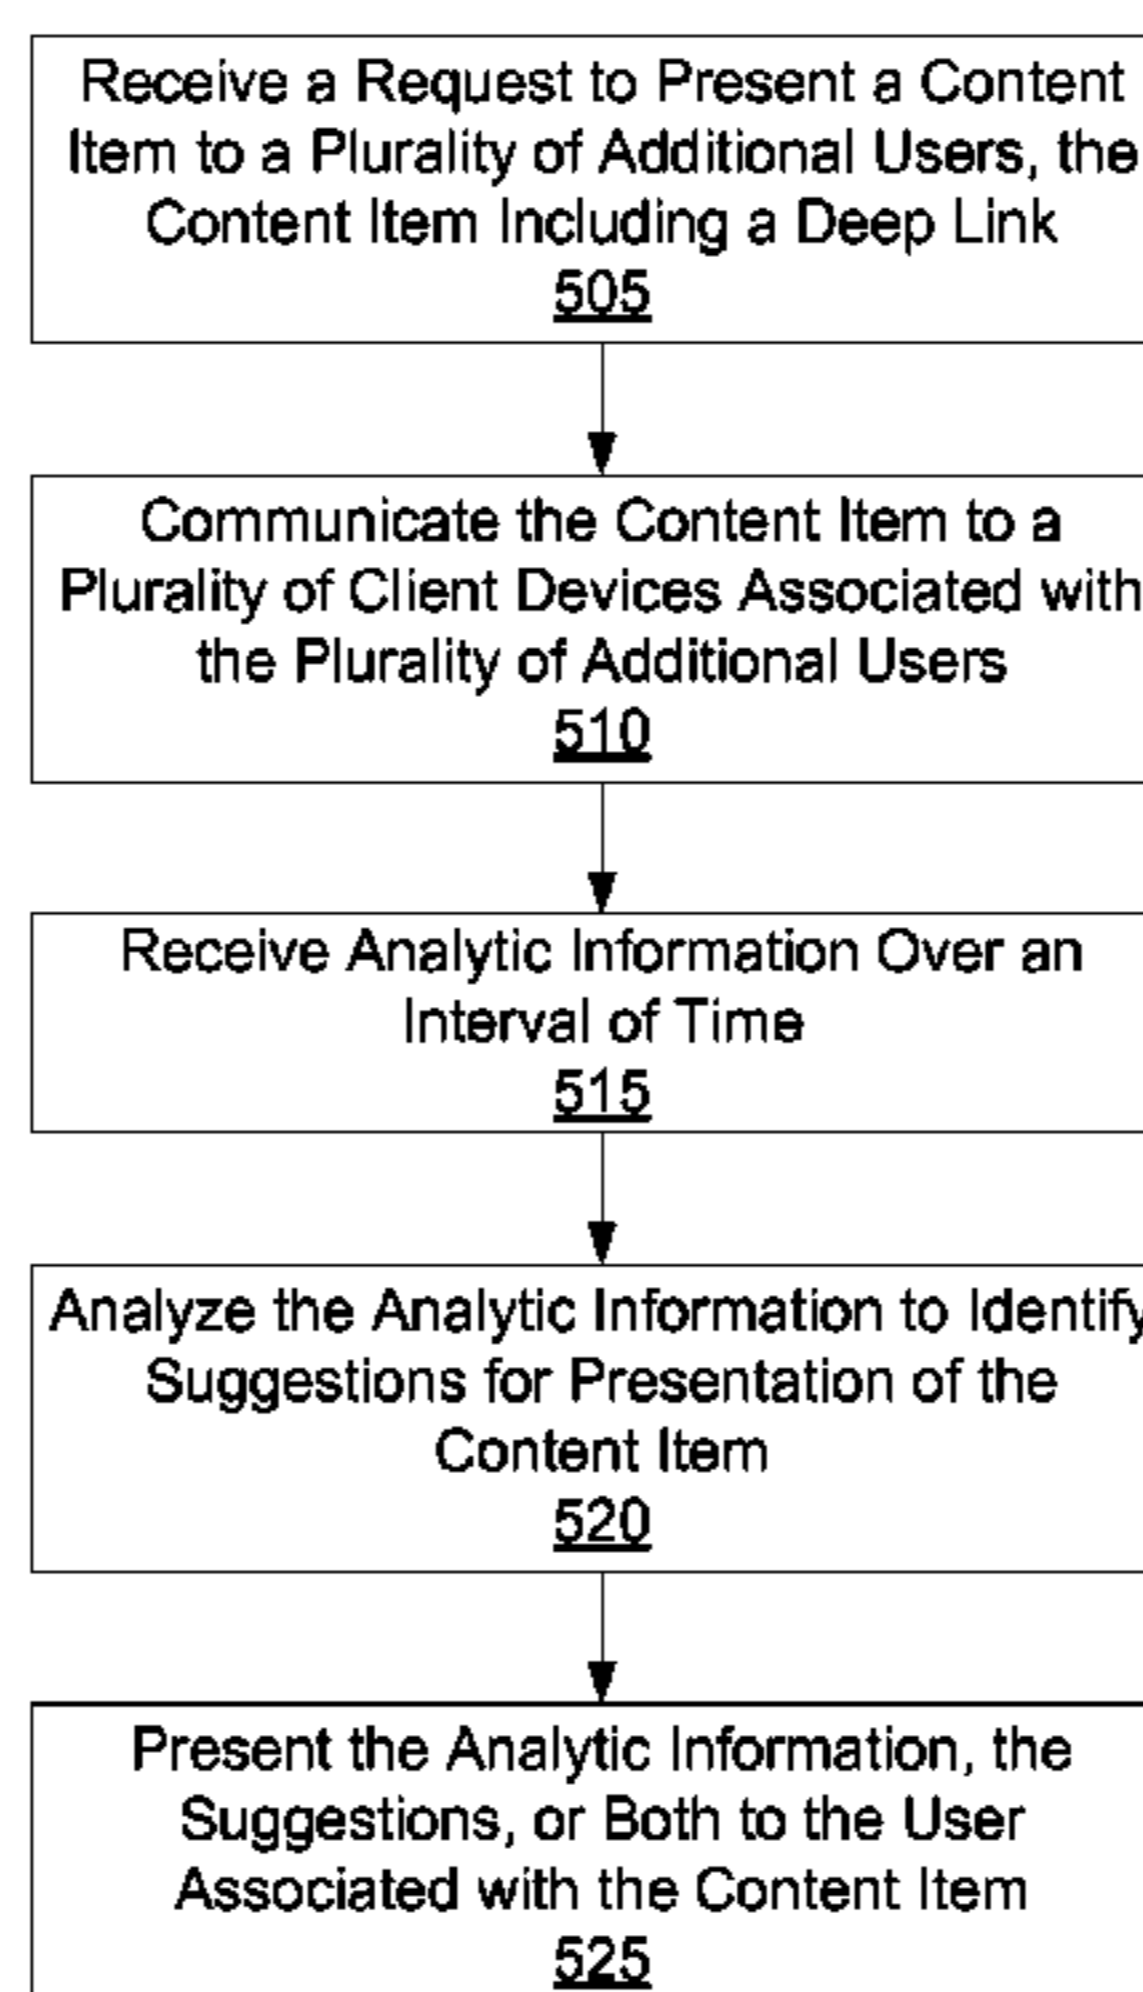 Receive a Request to Present a Content
Item to a Plurality of Additional Users, the
Content Item Including a Deep Link
505
Communicate the Content Item to a
Plurality of Client Devices Associated with
the Plurality of Additional Users
510
Receive Analytic Information Over an
Interval of Time
515
Analyze the Analytic Information to Identify
Suggestions for Presentation of the
Content Item
520
Present the Analytic Information, the
Suggestions, or Both to the User
Associated with the Content Item
525